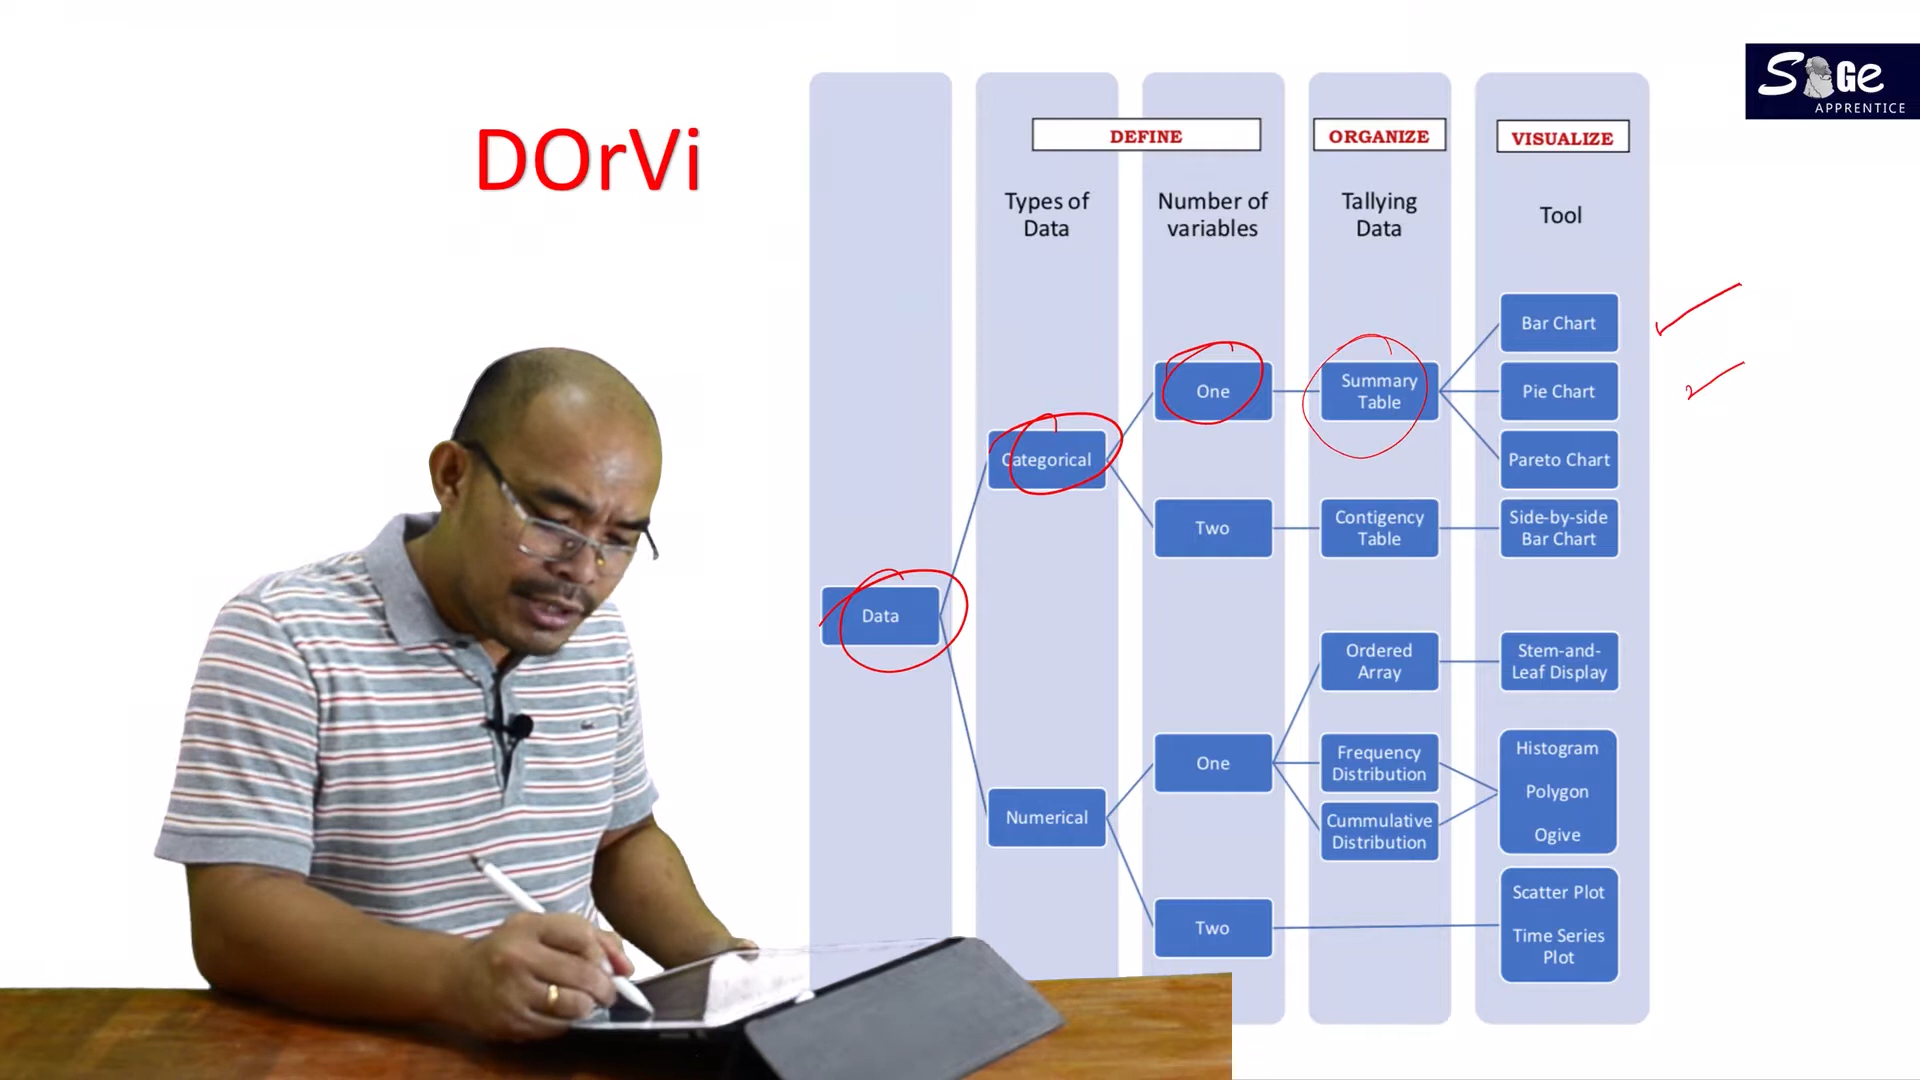 SAGe
APPRENTICE
DOrVi
DEFINE
ORGANIZE
VISUALIZE
Types of
Data
Number of
variables
Tallying
Data
Tool
Data
Categorical
Numerical
One
Two
One
Two
Summary
Table
Contigency
Table
Ordered
Array
Frequency
Distribution
Cummulative
Distribution
Bar Chart
Pie Chart
Pareto Chart
Side-by-side
Bar Chart
Stem-and-
Leaf Display
Histogram
Polygon
Ogive
Scatter Plot
Time Series
Plot